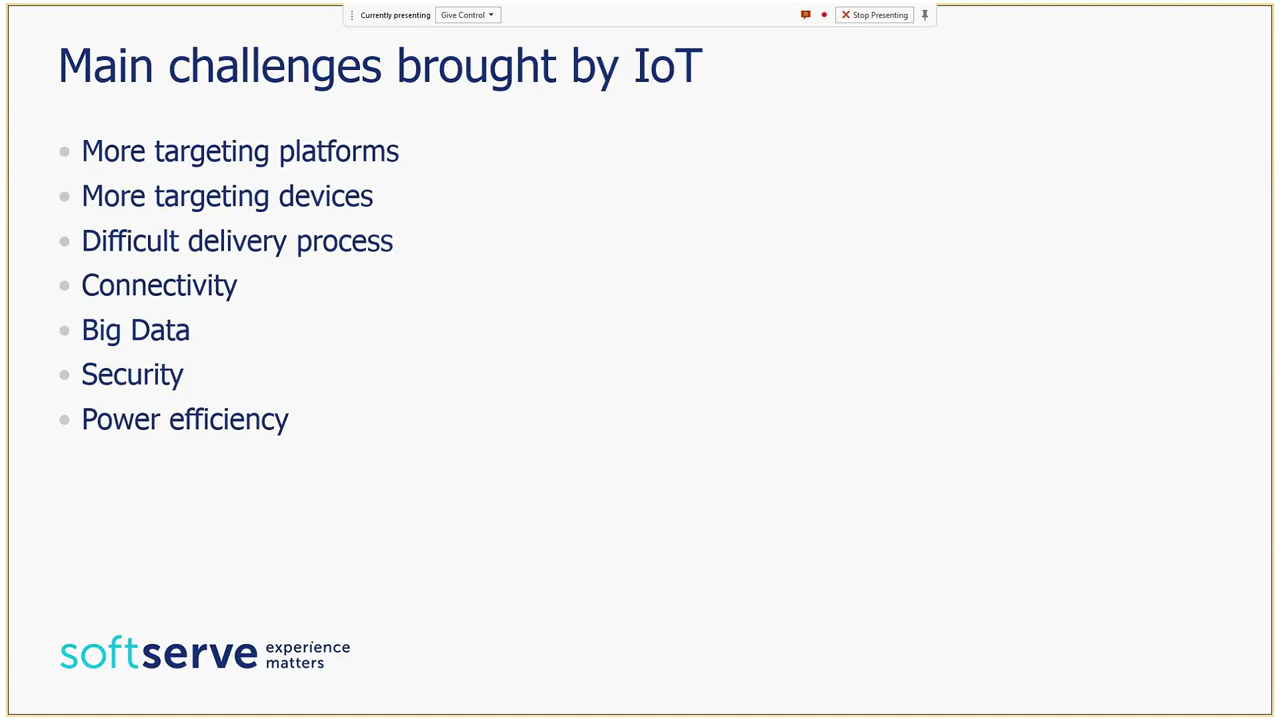 Currently presenting
Give Control
Stop Presenting
Main challenges brought by IoT
More targeting platforms
More targeting devices
Difficult delivery process
Connectivity
Big Data
Security
Power efficiency
softserve
experience
matters